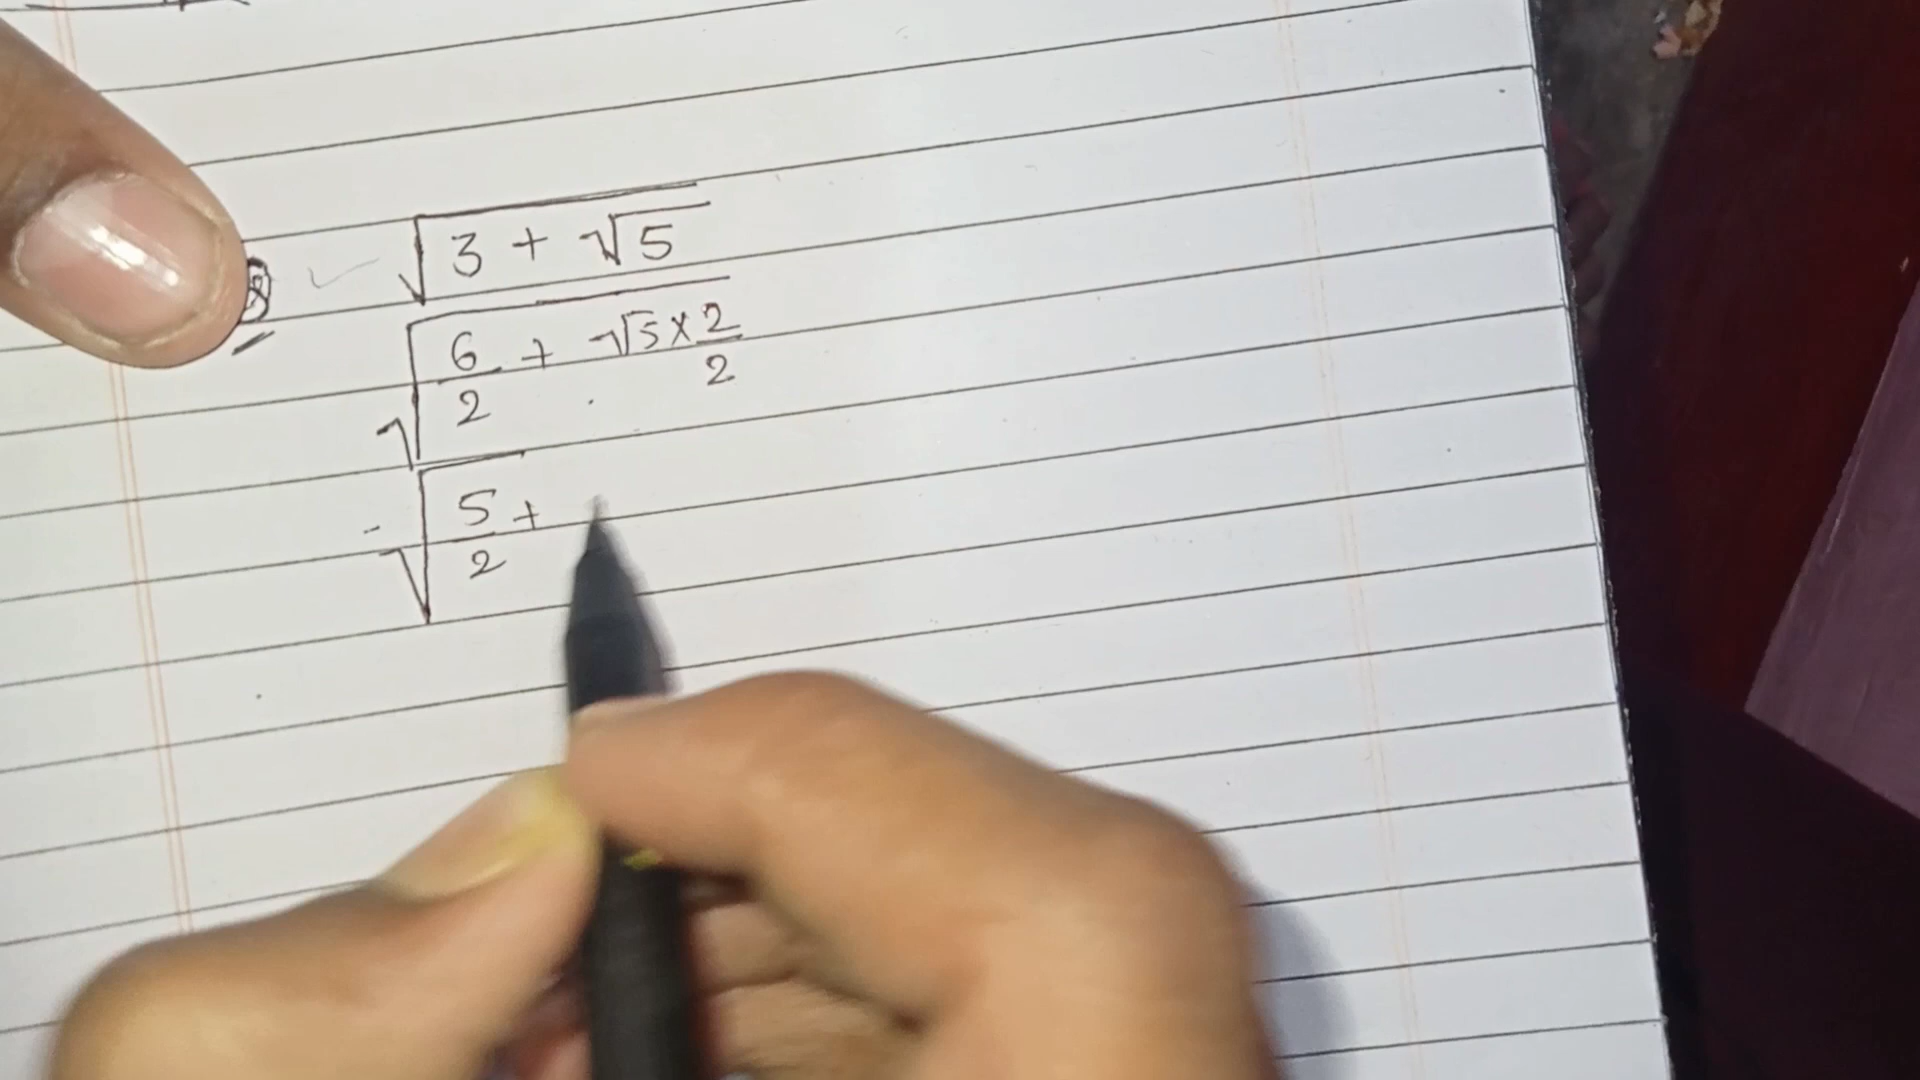 √(3 + √5)
√(6/2 + √5 × 2/2)
√(5/2 +